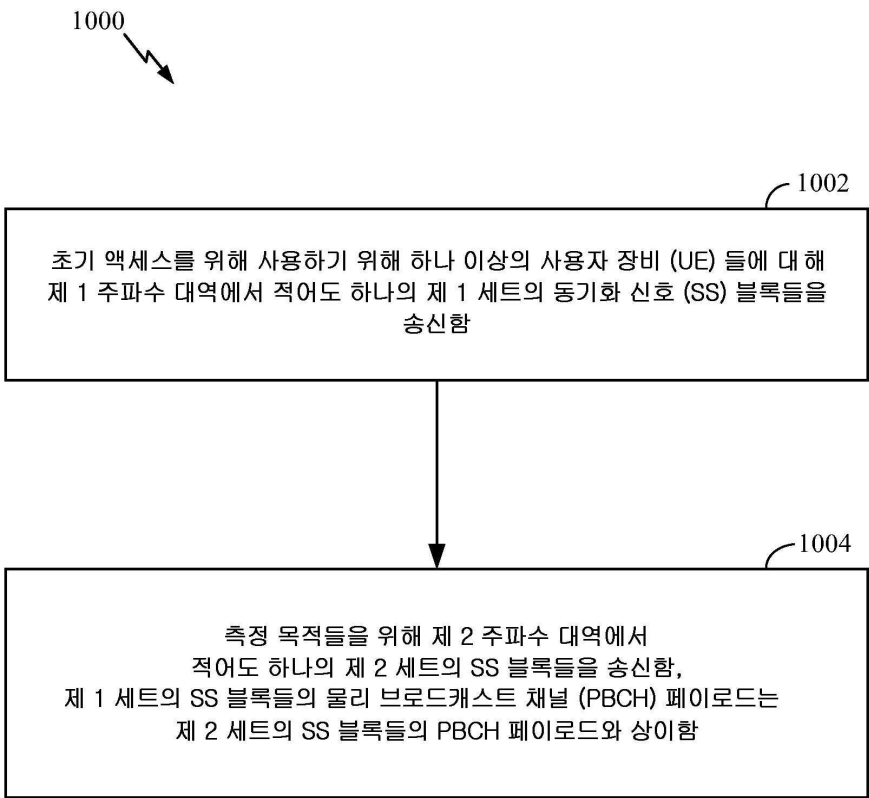 1000
1002
초기 액세스를 위해 사용하기 위해 하나 이상의 사용자 장비 (UE) 들에 대해
제 1 주파수 대역에서 적어도 하나의 제 1 세트의 동기화 신호 (SS) 블록들을
송신함
1004
측정 목적들을 위해 제 2 주파수 대역에서
적어도 하나의 제 2 세트의 SS 블록들을 송신함,
제 1 세트의 SS 블록들의 물리 브로드캐스트 채널 (PBCH) 페이로드는
제 2 세트의 SS 블록들의 PBCH 페이로드와 상이함